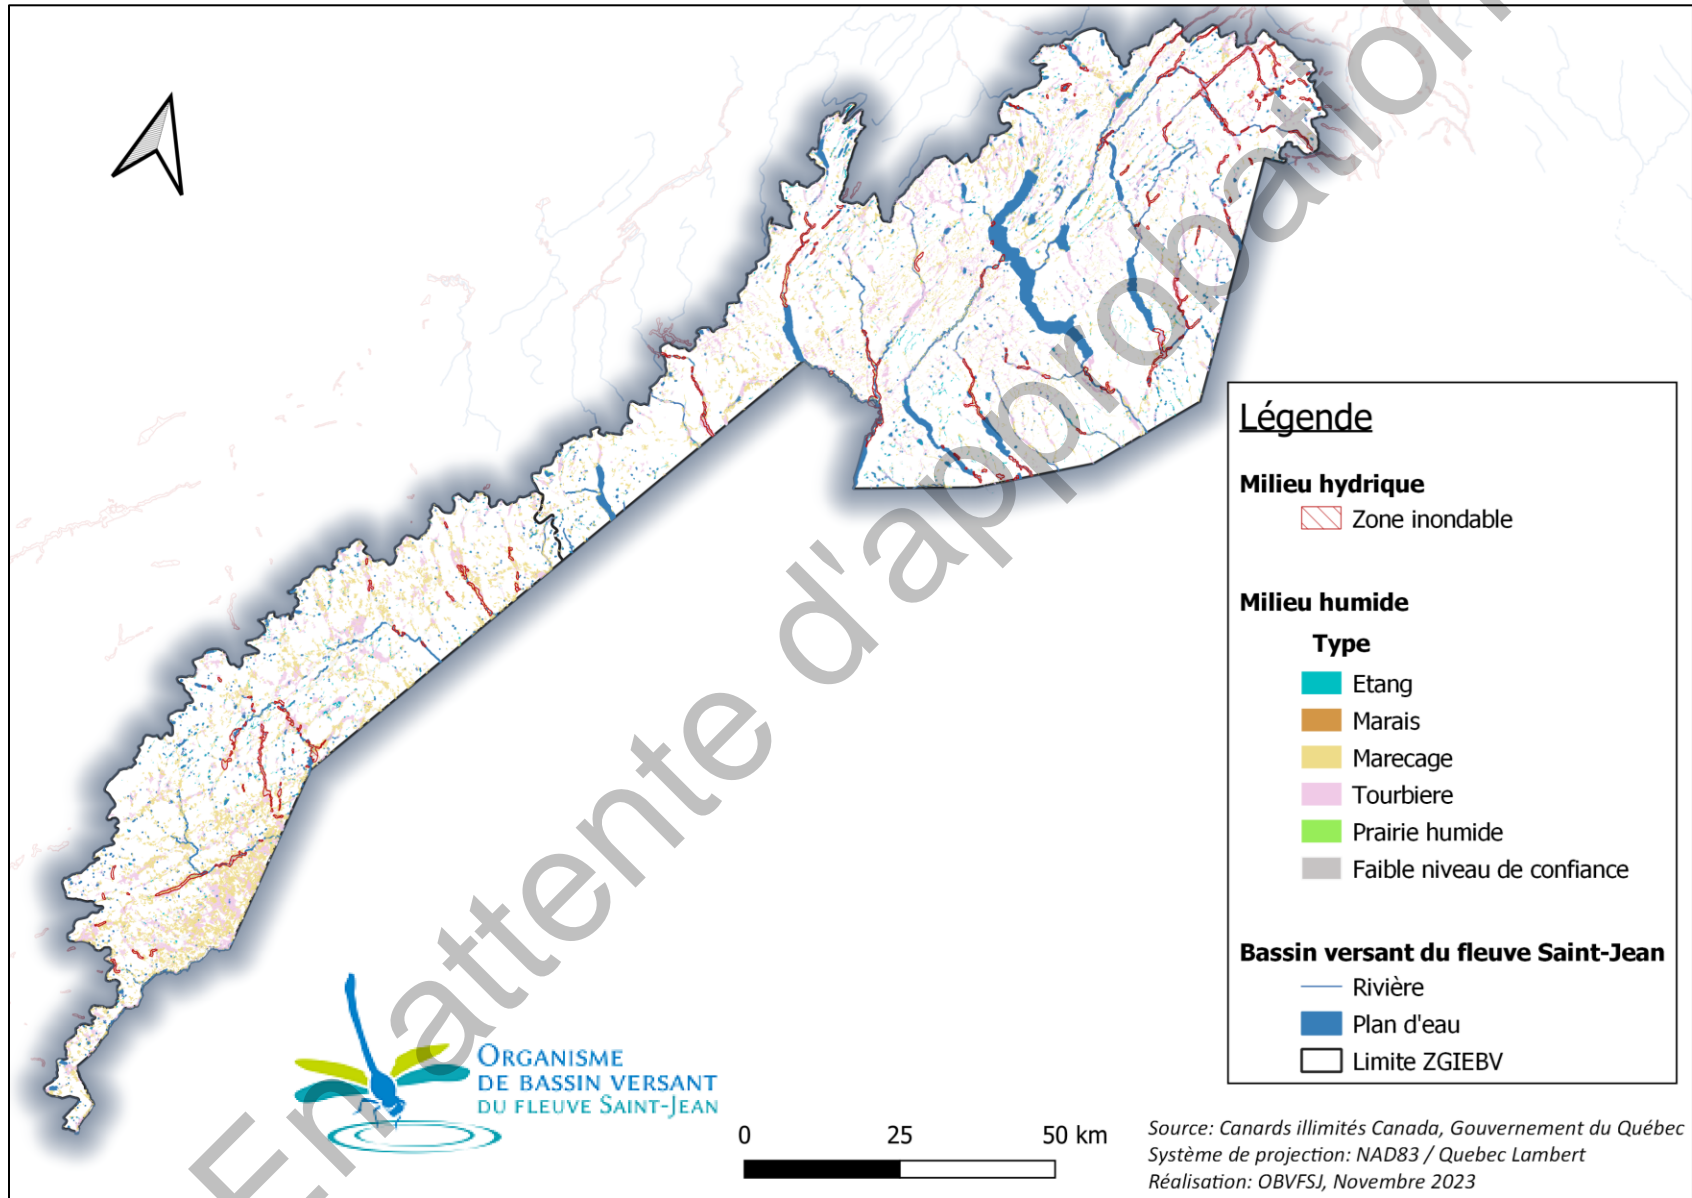 En attente d'approbation
Légende
Milieu hydrique
Zone inondable
Milieu humide
Type
Etang
Marais
Marecage
Tourbiere
Prairie humide
Faible niveau de confiance
Bassin versant du fleuve Saint-Jean
Rivière
Plan d'eau
Limite ZGIEBV
ORGANISME
DE BASSIN VERSANT
DU FLEUVE SAINT-JEAN
0 25 50 km
Source: Canards illimités Canada, Gouvernement du Québec
Système de projection: NAD83 / Quebec Lambert
Réalisation: OBVFSJ, Novembre 2023